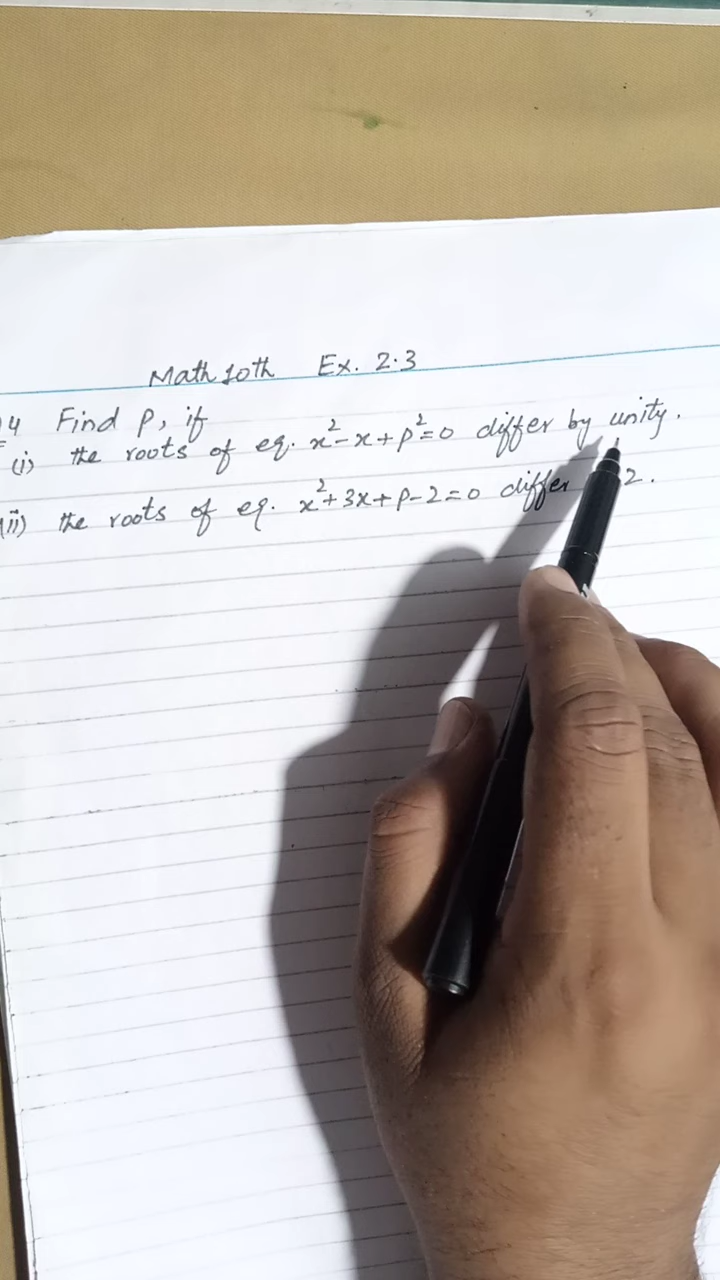 Math 10th Ex. 2.3
4 Find P, if
(i) the roots of eq. x²-x+p²=0 differ by unity.
(ii) the roots of eq. x²+3x+p-2=0 differ 2.